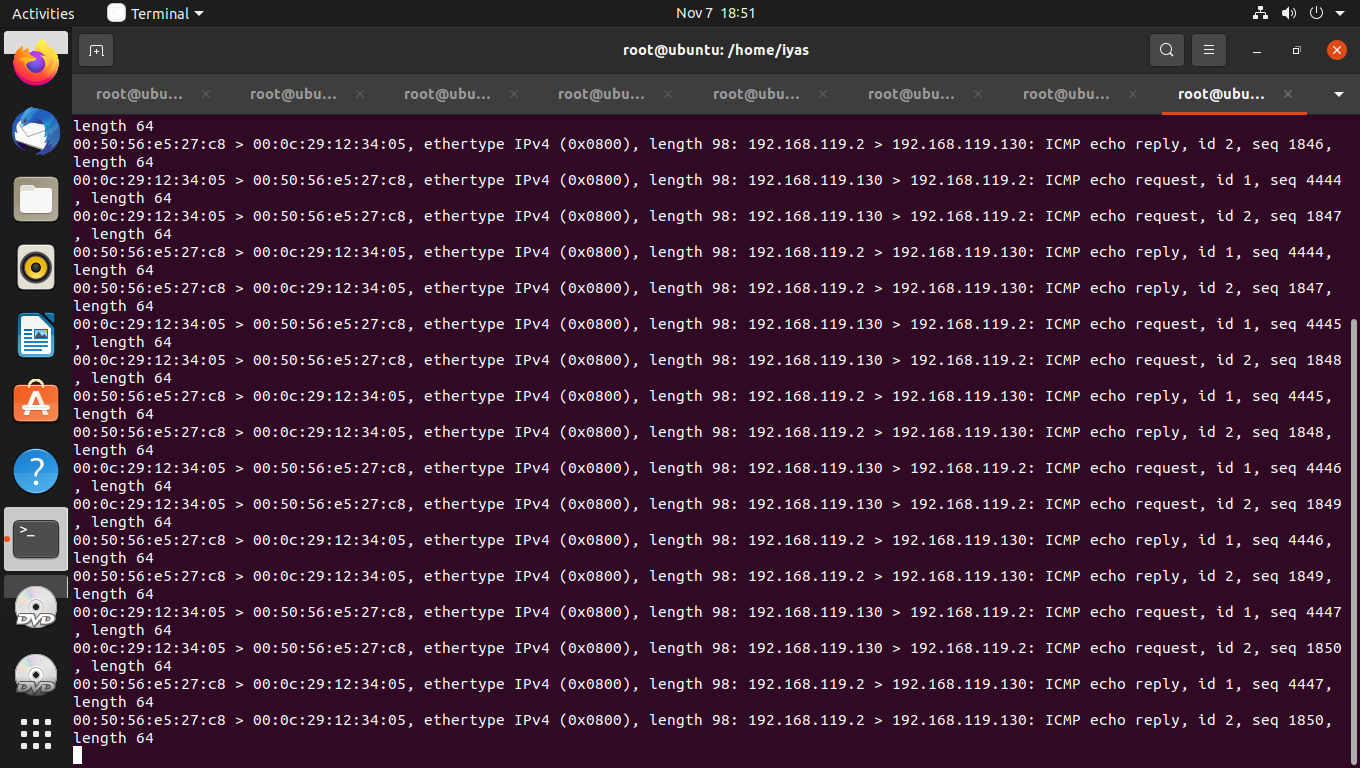 Activities
Terminal
Nov 7 18:51
root@ubuntu: /home/iyas
root@ubu...
root@ubu...
root@ubu...
root@ubu...
root@ubu...
root@ubu...
root@ubu...
root@ubu...
length 64
00:50:56:e5:27:c8 > 00:0c:29:12:34:05, ethertype IPv4 (0x0800), length 98: 192.168.119.2 > 192.168.119.130: ICMP echo reply, id 2, seq 1846,
length 64
00:0c:29:12:34:05 > 00:50:56:e5:27:c8, ethertype IPv4 (0x0800), length 98: 192.168.119.130 > 192.168.119.2: ICMP echo request, id 1, seq 4444
, length 64
00:0c:29:12:34:05 > 00:50:56:e5:27:c8, ethertype IPv4 (0x0800), length 98: 192.168.119.130 > 192.168.119.2: ICMP echo request, id 2, seq 1847
, length 64
00:50:56:e5:27:c8 > 00:0c:29:12:34:05, ethertype IPv4 (0x0800), length 98: 192.168.119.2 > 192.168.119.130: ICMP echo reply, id 1, seq 4444,
length 64
00:50:56:e5:27:c8 > 00:0c:29:12:34:05, ethertype IPv4 (0x0800), length 98: 192.168.119.2 > 192.168.119.130: ICMP echo reply, id 2, seq 1847,
length 64
00:0c:29:12:34:05 > 00:50:56:e5:27:c8, ethertype IPv4 (0x0800), length 98: 192.168.119.130 > 192.168.119.2: ICMP echo request, id 1, seq 4445
, length 64
00:0c:29:12:34:05 > 00:50:56:e5:27:c8, ethertype IPv4 (0x0800), length 98: 192.168.119.130 > 192.168.119.2: ICMP echo request, id 2, seq 1848
, length 64
00:50:56:e5:27:c8 > 00:0c:29:12:34:05, ethertype IPv4 (0x0800), length 98: 192.168.119.2 > 192.168.119.130: ICMP echo reply, id 1, seq 4445,
length 64
00:50:56:e5:27:c8 > 00:0c:29:12:34:05, ethertype IPv4 (0x0800), length 98: 192.168.119.2 > 192.168.119.130: ICMP echo reply, id 2, seq 1848,
length 64
00:0c:29:12:34:05 > 00:50:56:e5:27:c8, ethertype IPv4 (0x0800), length 98: 192.168.119.130 > 192.168.119.2: ICMP echo request, id 1, seq 4446
, length 64
00:0c:29:12:34:05 > 00:50:56:e5:27:c8, ethertype IPv4 (0x0800), length 98: 192.168.119.130 > 192.168.119.2: ICMP echo request, id 2, seq 1849
, length 64
00:50:56:e5:27:c8 > 00:0c:29:12:34:05, ethertype IPv4 (0x0800), length 98: 192.168.119.2 > 192.168.119.130: ICMP echo reply, id 1, seq 4446,
length 64
00:50:56:e5:27:c8 > 00:0c:29:12:34:05, ethertype IPv4 (0x0800), length 98: 192.168.119.2 > 192.168.119.130: ICMP echo reply, id 2, seq 1849,
length 64
00:0c:29:12:34:05 > 00:50:56:e5:27:c8, ethertype IPv4 (0x0800), length 98: 192.168.119.130 > 192.168.119.2: ICMP echo request, id 1, seq 4447
, length 64
00:0c:29:12:34:05 > 00:50:56:e5:27:c8, ethertype IPv4 (0x0800), length 98: 192.168.119.130 > 192.168.119.2: ICMP echo request, id 2, seq 1850
, length 64
00:50:56:e5:27:c8 > 00:0c:29:12:34:05, ethertype IPv4 (0x0800), length 98: 192.168.119.2 > 192.168.119.130: ICMP echo reply, id 1, seq 4447,
length 64
00:50:56:e5:27:c8 > 00:0c:29:12:34:05, ethertype IPv4 (0x0800), length 98: 192.168.119.2 > 192.168.119.130: ICMP echo reply, id 2, seq 1850,
length 64
>_
DVD
DVD